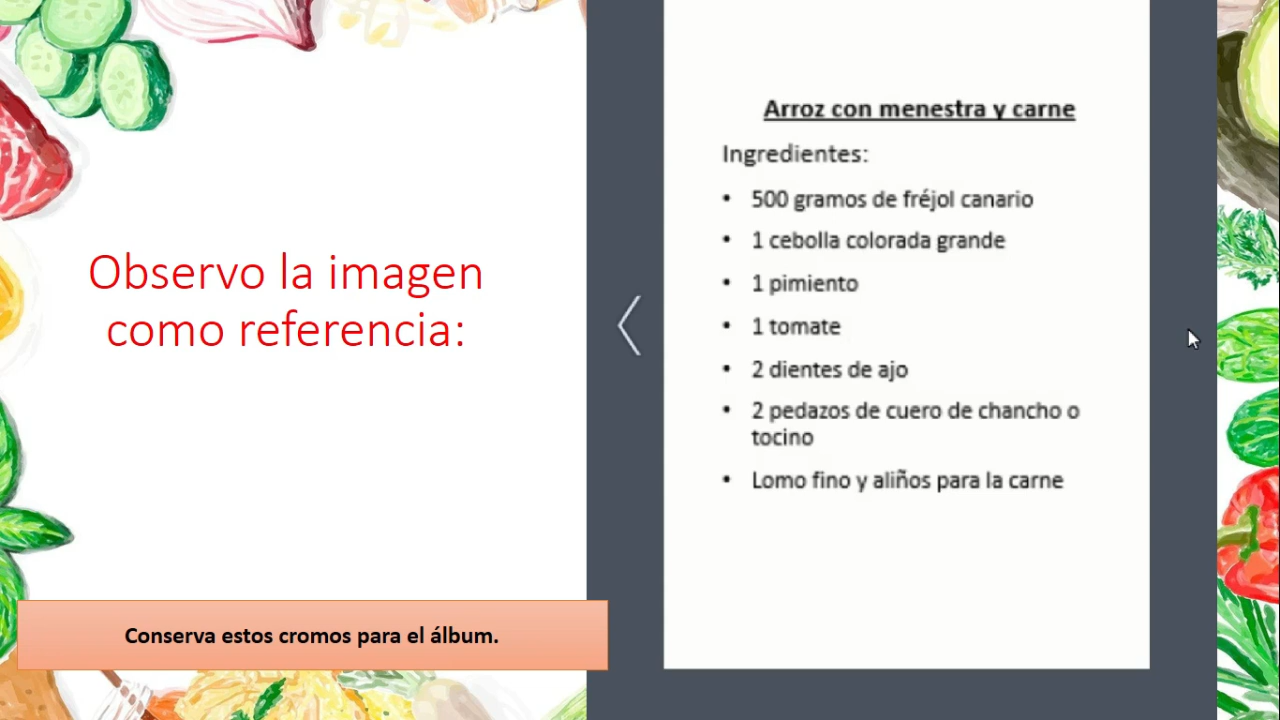 Observo la imagen
como referencia:
Conserva estos cromos para el álbum.
Arroz con menestra y carne
Ingredientes:
• 500 gramos de fréjol canario
• 1 cebolla colorada grande
• 1 pimiento
• 1 tomate
• 2 dientes de ajo
• 2 pedazos de cuero de chancho o
tocino
• Lomo fino y aliños para la carne